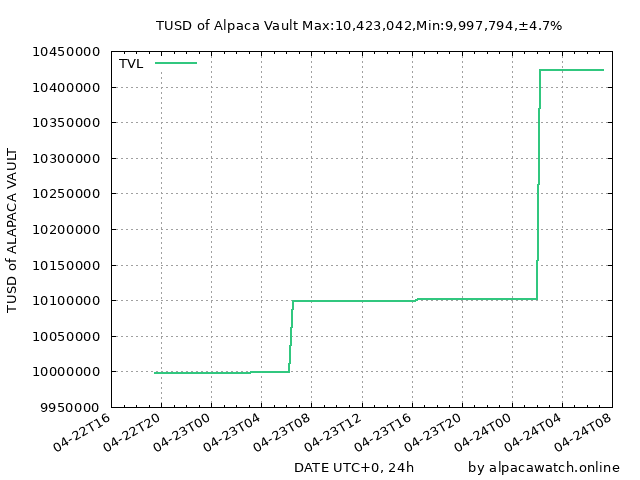 TUSD of Alpaca Vault Max:10,423,042,Min:9,997,794,±4.7%
TVL
10450000
10400000
10350000
10300000
10250000
10200000
10150000
10100000
10050000
10000000
9950000
TUSD of ALAPACA VAULT
04-22T16
04-22T20
04-23T00
04-23T04
04-23T08
04-23T12
04-23T16
04-23T20
04-24T00
04-24T04
04-24T08
DATE UTC+0, 24h
by alpacawatch.online